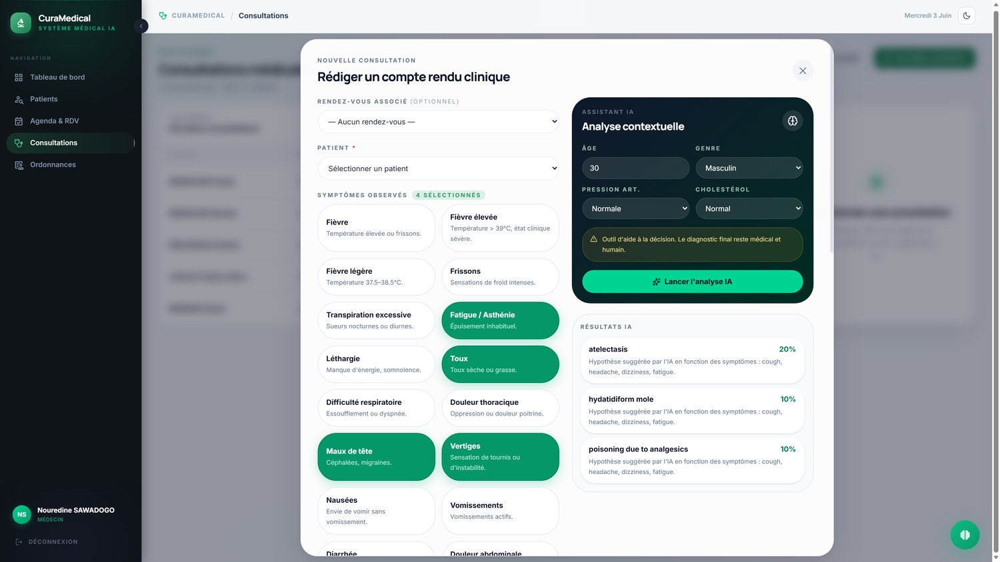 CuraMedical
SYSTÈME MÉDICAL IA
NAVIGATION
Tableau de bord
Patients
Agenda & RDV
Consultations
Ordonnances
NS
Nouredine SAWADOGO
MÉDECIN
DÉCONNEXION
CURAMEDICAL / Consultations
Mercredi 3 Juin
NOUVELLE CONSULTATION
Rédiger un compte rendu clinique
RENDEZ-VOUS ASSOCIÉ (OPTIONNEL)
— Aucun rendez-vous —
PATIENT *
Sélectionner un patient
SYMPTÔMES OBSERVÉS 4 SÉLECTIONNÉS
Fièvre
Température élevée ou frissons.
Fièvre élevée
Température > 39°C, état clinique
sévère.
Fièvre légère
Température 37.5–38.5°C.
Frissons
Sensations de froid intenses.
Transpiration excessive
Sueurs nocturnes ou diurnes.
Fatigue / Asthénie
Épuisement inhabituel.
Léthargie
Manque d'énergie, somnolence.
Toux
Toux sèche ou grasse.
Difficulté respiratoire
Essoufflement ou dyspnée.
Douleur thoracique
Oppression ou douleur poitrine.
Maux de tête
Céphalées, migraines.
Vertiges
Sensation de tournis ou
d'instabilité.
Nausées
Envie de vomir sans
vomissement.
Vomissements
Vomissements actifs.
Diarrhée
Douleur abdominale
ASSISTANT IA
Analyse contextuelle
ÂGE
30
GENRE
Masculin
PRESSION ART.
Normale
CHOLESTÉROL
Normal
Outil d'aide à la décision. Le diagnostic final reste médical et
humain.
Lancer l'analyse IA
RÉSULTATS IA
atelectasis 20%
Hypothèse suggérée par l'IA en fonction des symptômes : cough,
headache, dizziness, fatigue.
hydatidiform mole 10%
Hypothèse suggérée par l'IA en fonction des symptômes : cough,
headache, dizziness, fatigue.
poisoning due to analgesics 10%
Hypothèse suggérée par l'IA en fonction des symptômes : cough,
headache, dizziness, fatigue.